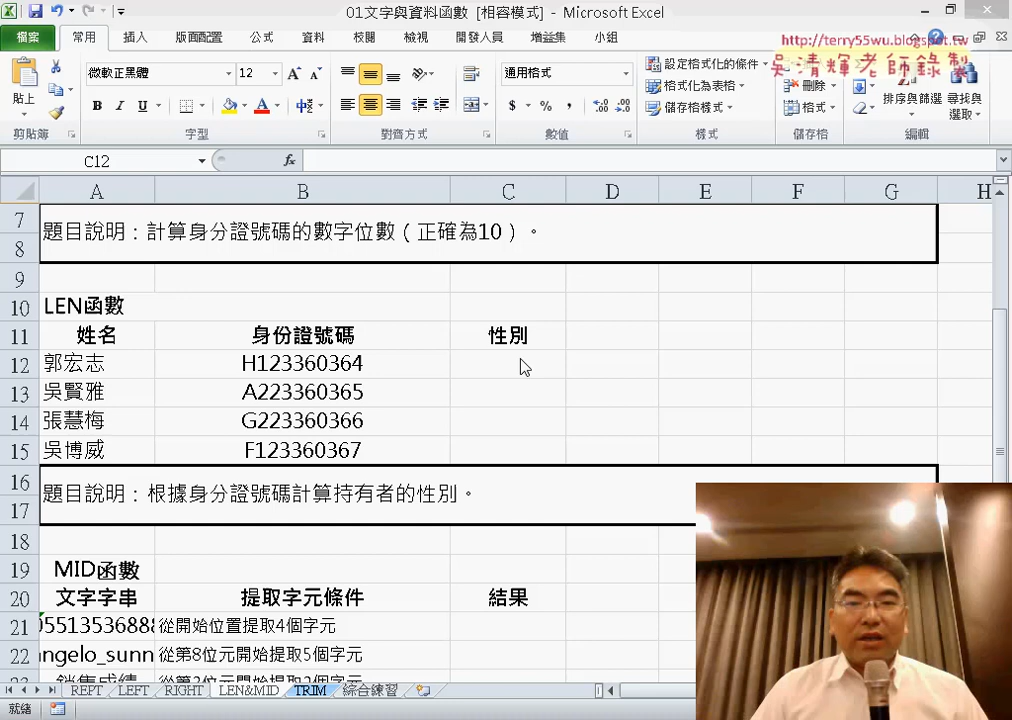 01文字與資料函數 [相容模式] - Microsoft Excel
檔案 常用 插入 版面配置 公式 資料 校閱 檢視 開發人員 增益集 小組
http://terry55wu.blogspot.tw
吳清輝老師錄製
貼上
微軟正黑體 12
B I U
中
通用格式
$ % ,
設定格式化的條件
格式化為表格
儲存格樣式
刪除
格式
排序與篩選 尋找與
選取
剪貼簿 字型 對齊方式 數值 樣式 儲存格 編輯
C12 fx
A B C D E F G H
7 題目說明：計算身分證號碼的數字位數（正確為10）。
8
9
10 LEN函數
11 姓名 身份證號碼 性別
12 郭宏志 H123360364
13 吳賢雅 A223360365
14 張慧梅 G223360366
15 吳博威 F123360367
16 題目說明：根據身分證號碼計算持有者的性別。
17
18
19 MID函數
20 文字字串 提取字元條件 結果
21 0551353688 從開始位置提取4個字元
22 angelo_sunn 從第8位元開始提取5個字元
REPT LEFT RIGHT LEN&MID TRIM 綜合練習
就緒